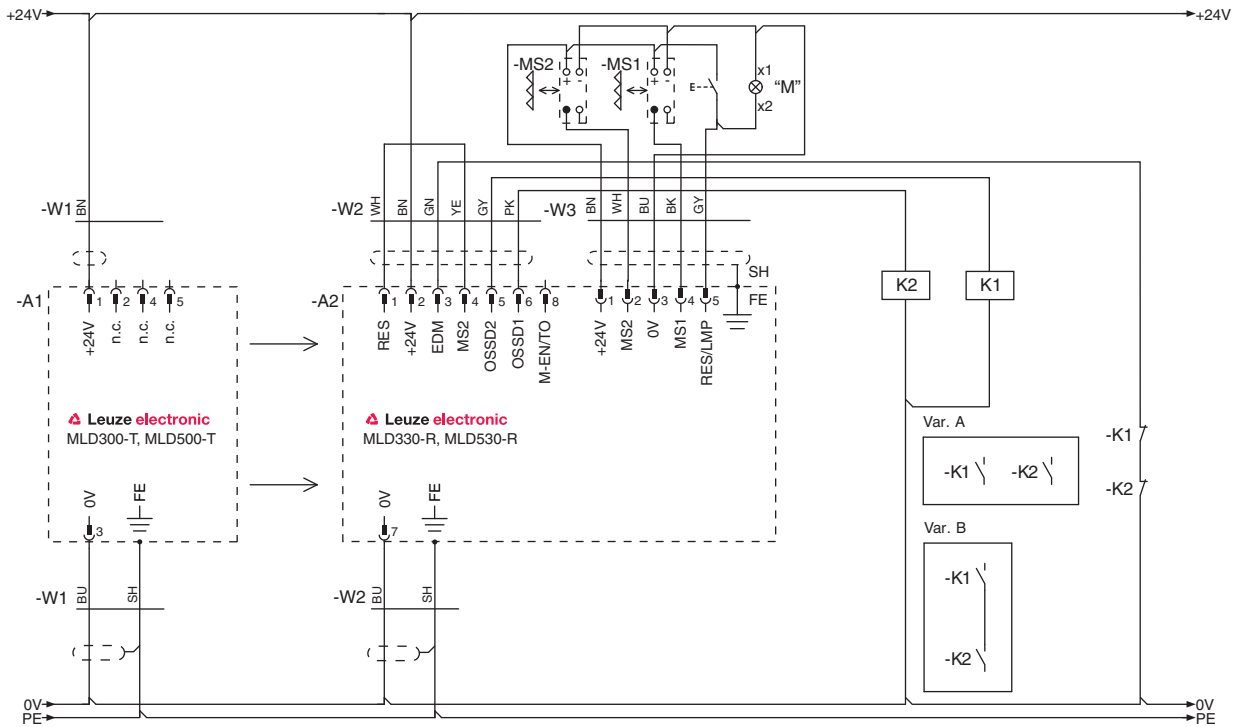 +24V +24V
-MS2 + - -MS1 + - E x1 "M"
x2
-W1 BN -W2 WH BN GN YE GY PK -W3 BN WH BU BK GY
SH
-A1 1 2 4 5 -A2 1 2 3 4 5 6 8 1 2 3 4 5 FE K2 K1
+24V n.c. n.c. n.c. RES +24V EDM MS2 OSSD2 OSSD1 M-EN/TO +24V MS2 0V MS1 RES/LMP
Leuze electronic
MLD300-T, MLD500-T
Leuze electronic
MLD330-R, MLD530-R
Var. A
-K1 -K2
-K1
-K2
0V FE 0V FE
3 7
Var. B
-K1
-K2
-W1 BU SH -W2 BU SH
0V 0V
PE PE